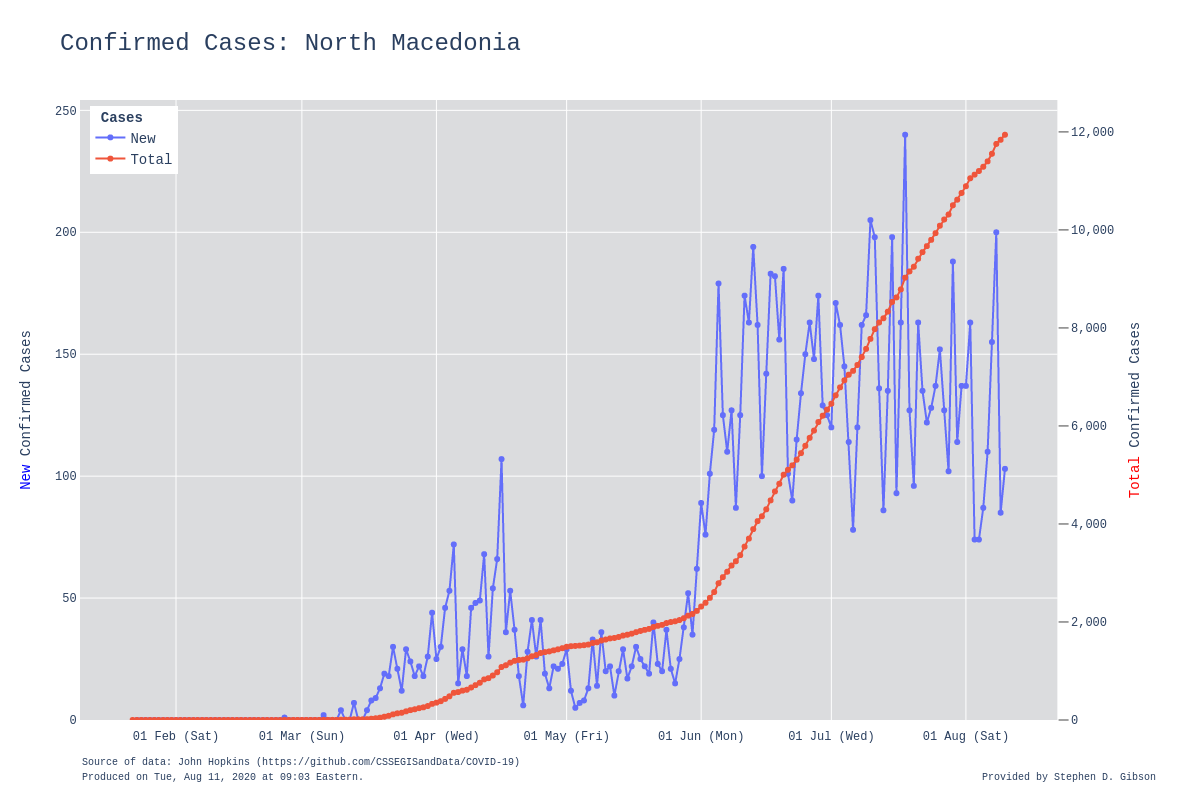 Confirmed Cases: North Macedonia
Cases
New
Total
250
200
150
100
50
0
12,000
10,000
8,000
6,000
4,000
2,000
0
New Confirmed Cases
Total Confirmed Cases
01 Feb (Sat)
01 Mar (Sun)
01 Apr (Wed)
01 May (Fri)
01 Jun (Mon)
01 Jul (Wed)
01 Aug (Sat)
Source of data: John Hopkins (https://github.com/CSSEGISandData/COVID-19)
Produced on Tue, Aug 11, 2020 at 09:03 Eastern.
Provided by Stephen D. Gibson